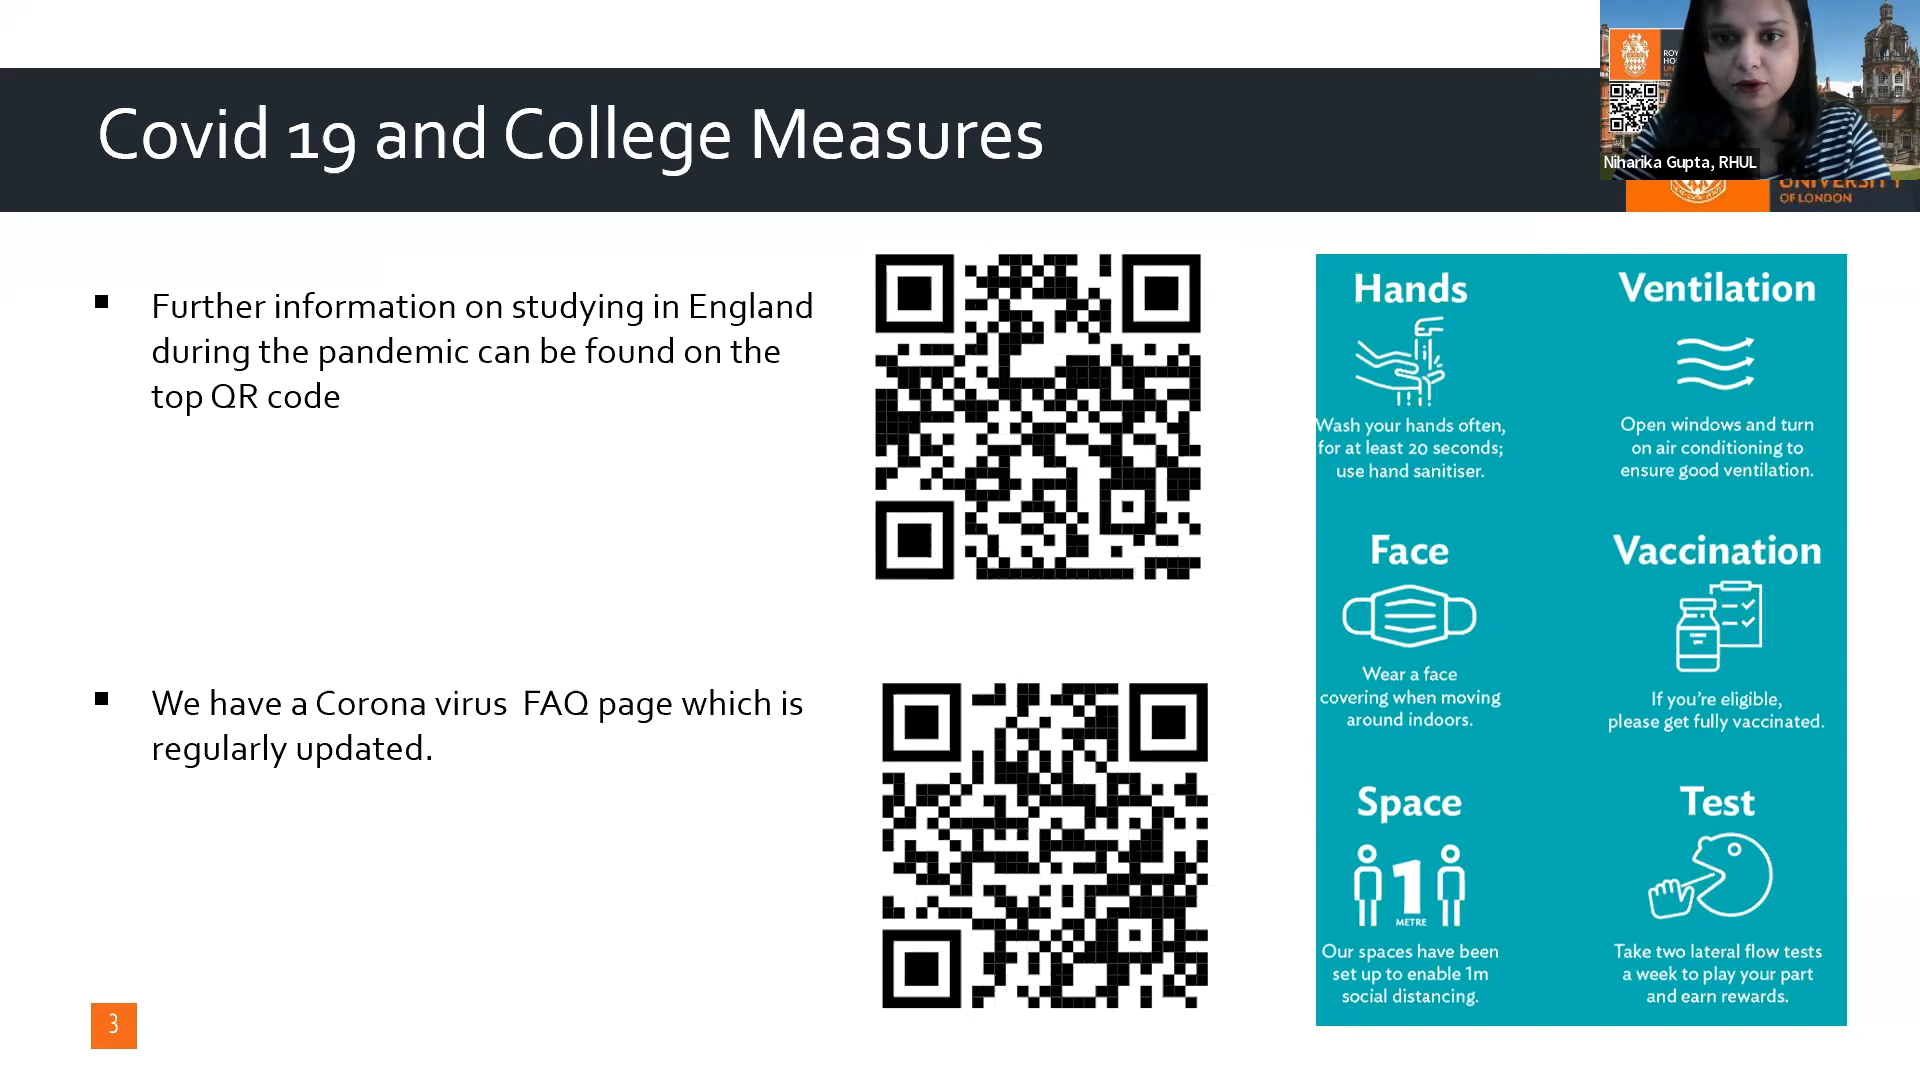 Covid 19 and College Measures
Niharika Gupta, RHUL
OF LONDON
Further information on studying in England
during the pandemic can be found on the
top QR code
We have a Corona virus  FAQ page which is
regularly updated.
Hands
Wash your hands often,
for at least 20 seconds;
use hand sanitiser.
Ventilation
Open windows and turn
on air conditioning to
ensure good ventilation.
Face
Wear a face
covering when moving
around indoors.
Vaccination
If you're eligible,
please get fully vaccinated.
Space
1
METRE
Our spaces have been
set up to enable 1m
social distancing.
Test
Take two lateral flow tests
a week to play your part
and earn rewards.
3